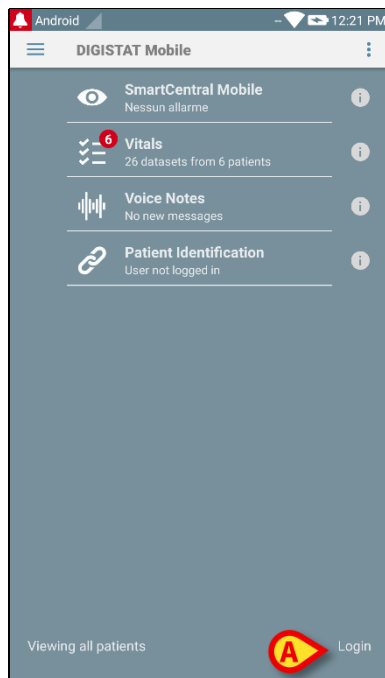 Android
12:21 PM
DIGISTAT Mobile
SmartCentral Mobile
Nessun allarme
6
Vitals
26 datasets from 6 patients
Voice Notes
No new messages
Patient Identification
User not logged in
Viewing all patients
A
Login